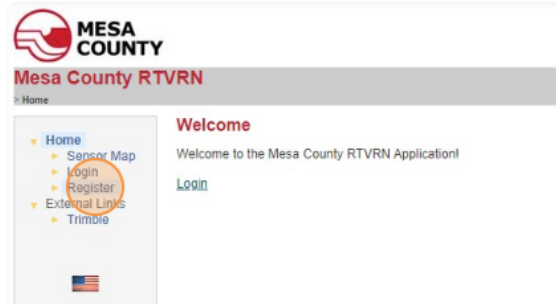 MESA
COUNTY
Mesa County RTVRN
> Home
Home
Sensor Map
Login
Register
External Links
Trimble
Welcome
Welcome to the Mesa County RTVRN Application!
Login